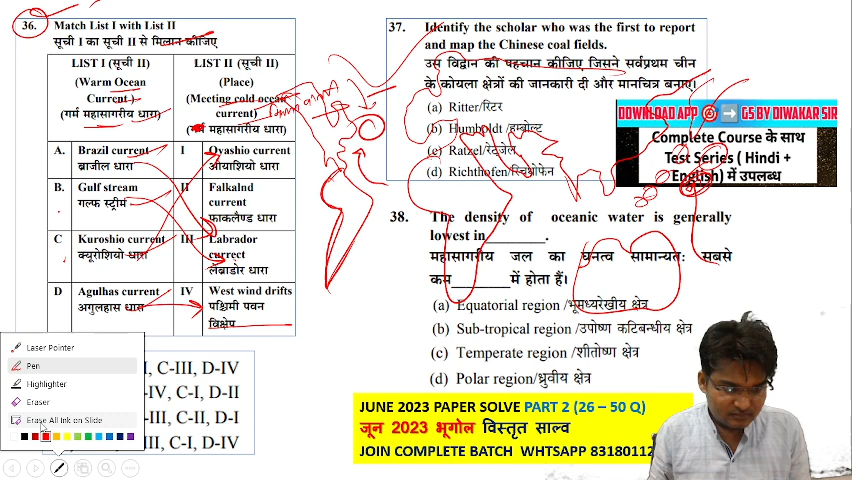 36. Match List I with List II
सूची I का सूची II से मिलान कीजिए
LIST I (सूची II)
(Warm Ocean
Current)
(गर्म महासागरीय धारा)
LIST II (सूची II)
(Place)
(Meeting cold ocean
current)
(गर्म महासागरीय धारा)
A. Brazil current
ब्राजील धारा
I Oyashio current
आयाशियो धारा
B. Gulf stream
गल्फ स्ट्रीम
II Falkalnd
current
फाकलैण्ड धारा
C Kuroshio current
क्यूरोशियो धारा
III Labrador
currect
लेब्राडोर धारा
D Agulhas current
अगुलहास धारा
IV West wind drifts
पश्चिमी पवन
विक्षेप
, C-III, D-IV
-IV, C-I, D-II
-III, C-II, D-I
III, C-I, D-IV
Laser Pointer
Pen
Highlighter
Eraser
Erase All Ink on Slide
37. Identify the scholar who was the first to report
and map the Chinese coal fields.
उस विद्वान की पहचान कीजिए जिसने सर्वप्रथम चीन
के कोयला क्षेत्रों की जानकारी दी और मानचित्र बनाए।
(a) Ritter/रिटर
(b) Humboldt /हम्बोल्ट
(c) Ratzel/रेटजेल
(d) Richthofen/रिचथोफेन
DOWNLOAD APP GS BY DIWAKAR SIR
Complete Course के साथ
Test Series ( Hindi +
English) में उपलब्ध
38. The density of oceanic water is generally
lowest in________.
महासागरीय जल का घनत्व सामान्यतः सबसे
कम________में होता हैं।
(a) Equatorial region /भूमध्यरेखीय क्षेत्र
(b) Sub-tropical region /उपोष्ण कटिबन्धीय क्षेत्र
(c) Temperate region /शीतोष्ण क्षेत्र
(d) Polar region/ध्रुवीय क्षेत्र
JUNE 2023 PAPER SOLVE PART 2 (26 – 50 Q)
जून 2023 भूगोल विस्तृत साल्व
JOIN COMPLETE BATCH WHTSAPP 83180112